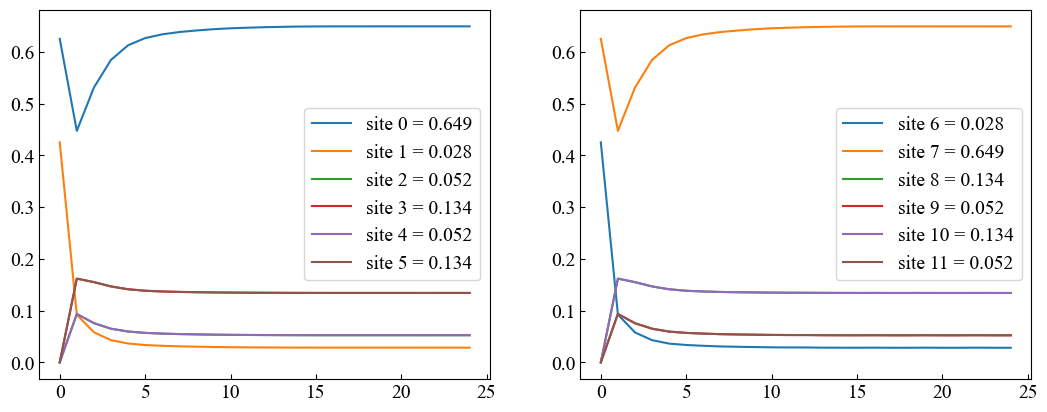 0.6
0.5
0.4
0.3
0.2
0.1
0.0
0 5 10 15 20 25
site 0 = 0.649
site 1 = 0.028
site 2 = 0.052
site 3 = 0.134
site 4 = 0.052
site 5 = 0.134
0.6
0.5
0.4
0.3
0.2
0.1
0.0
0 5 10 15 20 25
site 6 = 0.028
site 7 = 0.649
site 8 = 0.134
site 9 = 0.052
site 10 = 0.134
site 11 = 0.052